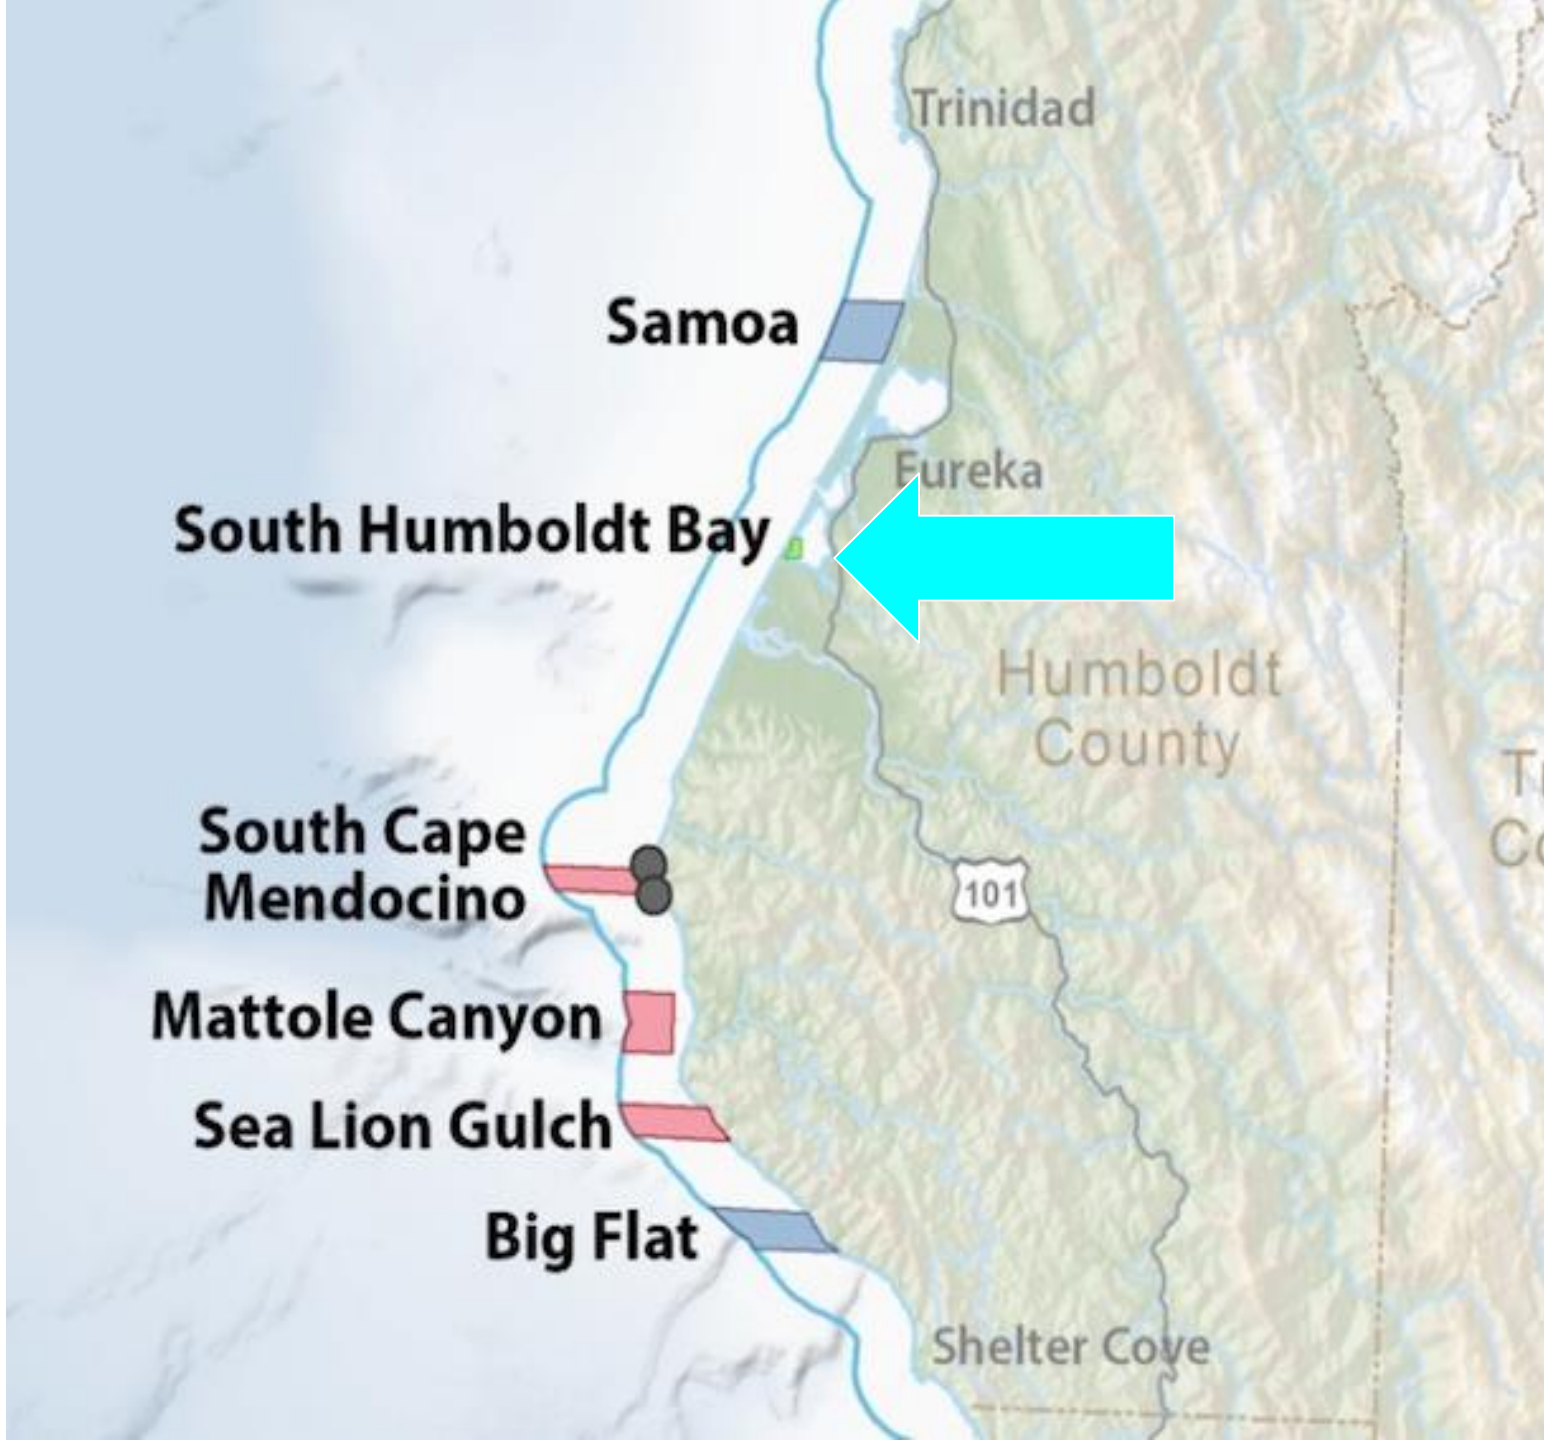 Trinidad
Samoa
Eureka
South Humboldt Bay
Humboldt
County
South Cape
Mendocino
101
Mattole Canyon
Sea Lion Gulch
Big Flat
Shelter Cove